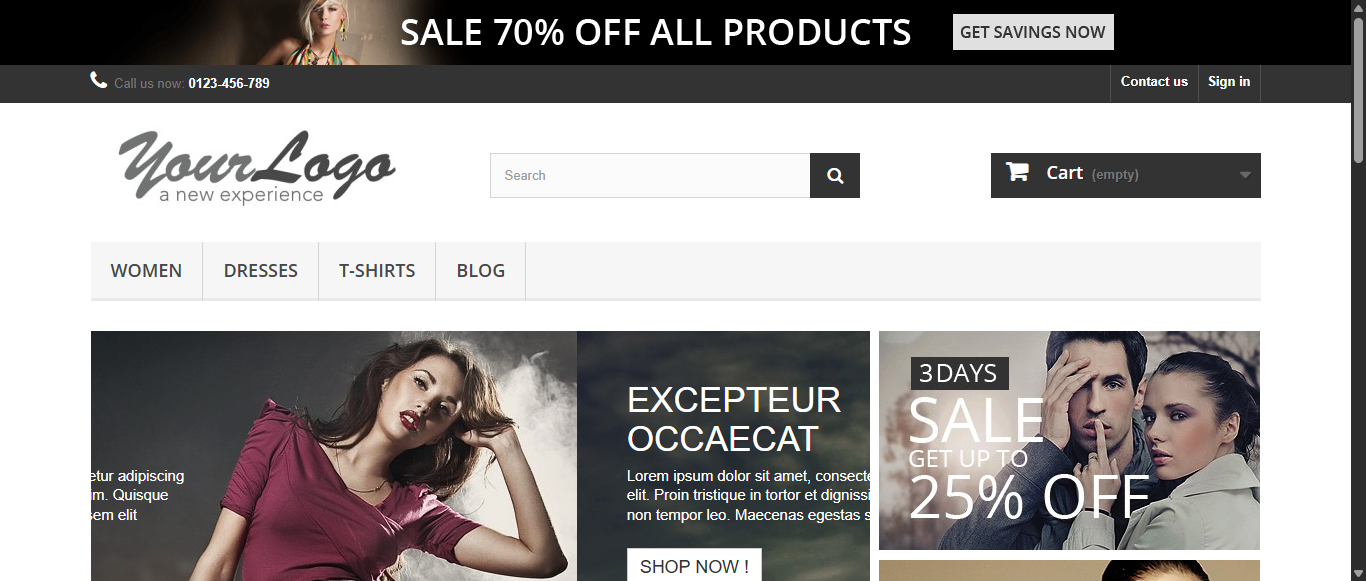 SALE 70% OFF ALL PRODUCTS
GET SAVINGS NOW
Call us now: 0123-456-789
Contact us
Sign in
YourLogo
a new experience
Search
Cart (empty)
WOMEN
DRESSES
T-SHIRTS
BLOG
etur adipiscing
im. Quisque
sem elit
EXCEPTEUR
OCCAECAT
Lorem ipsum dolor sit amet, consecte
elit. Proin tristique in tortor et dignissi
non tempor leo. Maecenas egestas s
SHOP NOW !
3 DAYS
SALE
GET UP TO
25% OFF